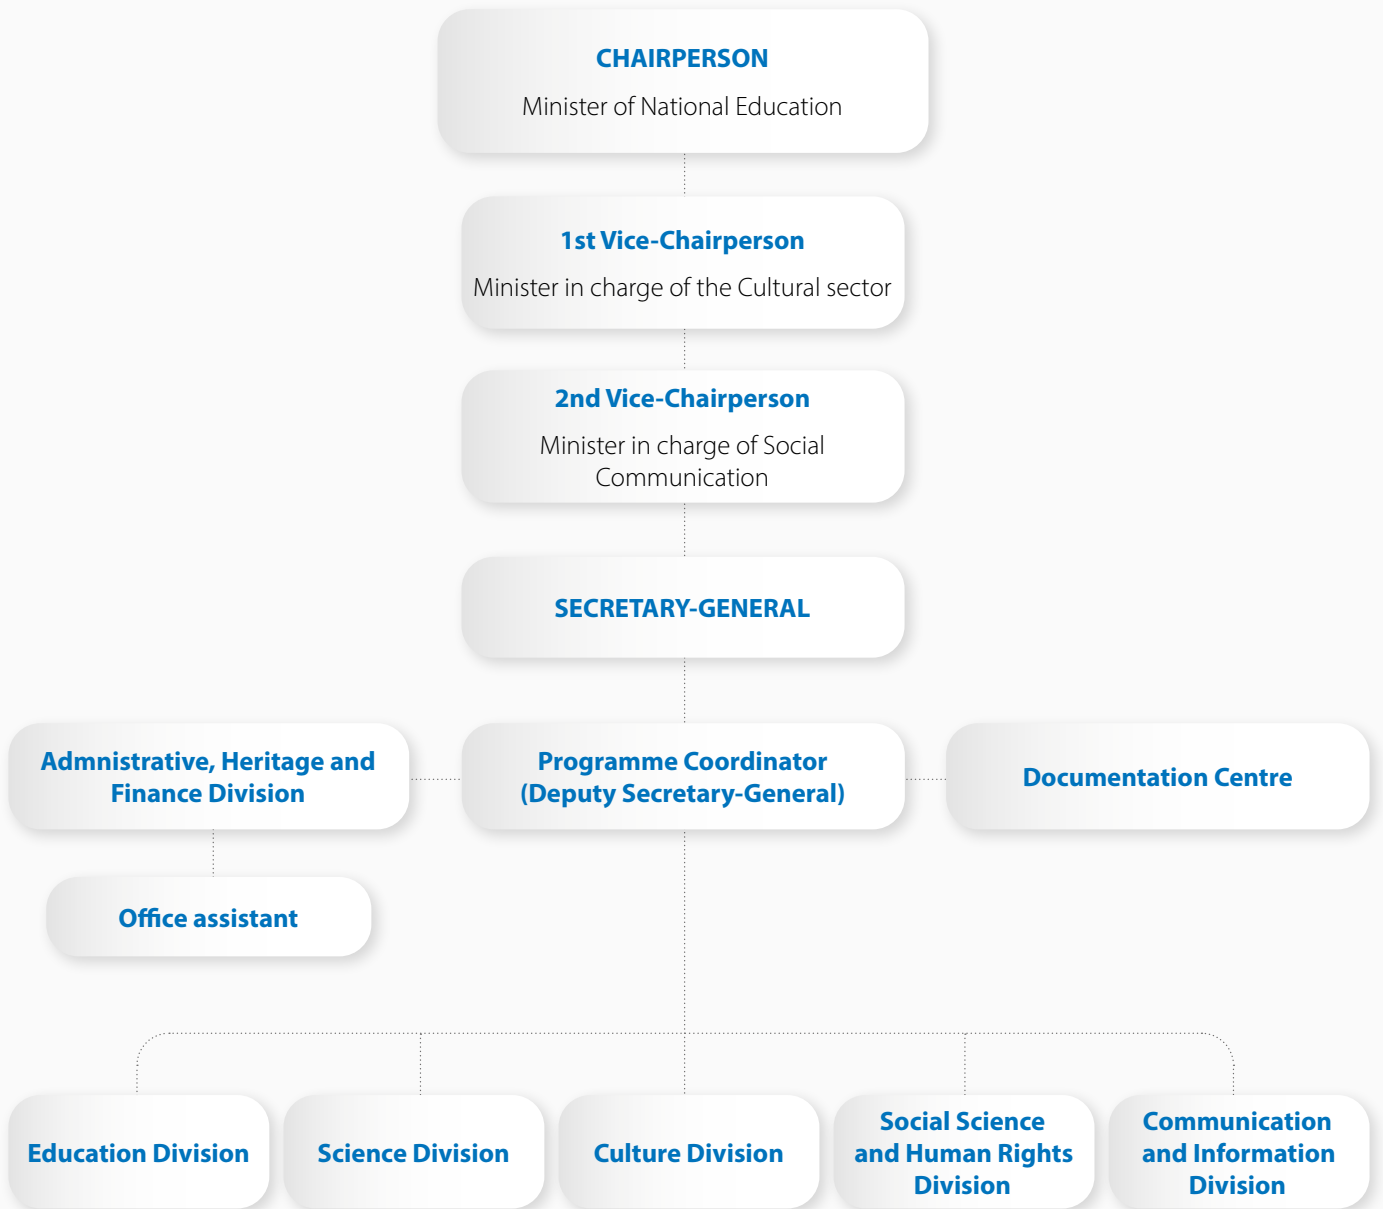 CHAIRPERSON
Minister of National Education
1st Vice-Chairperson
Minister in charge of the Cultural sector
2nd Vice-Chairperson
Minister in charge of Social
Communication
SECRETARY-GENERAL
Admnistrative, Heritage and
Finance Division
Programme Coordinator
(Deputy Secretary-General)
Documentation Centre
Office assistant
Education Division
Science Division
Culture Division
Social Science
and Human Rights
Division
Communication
and Information
Division